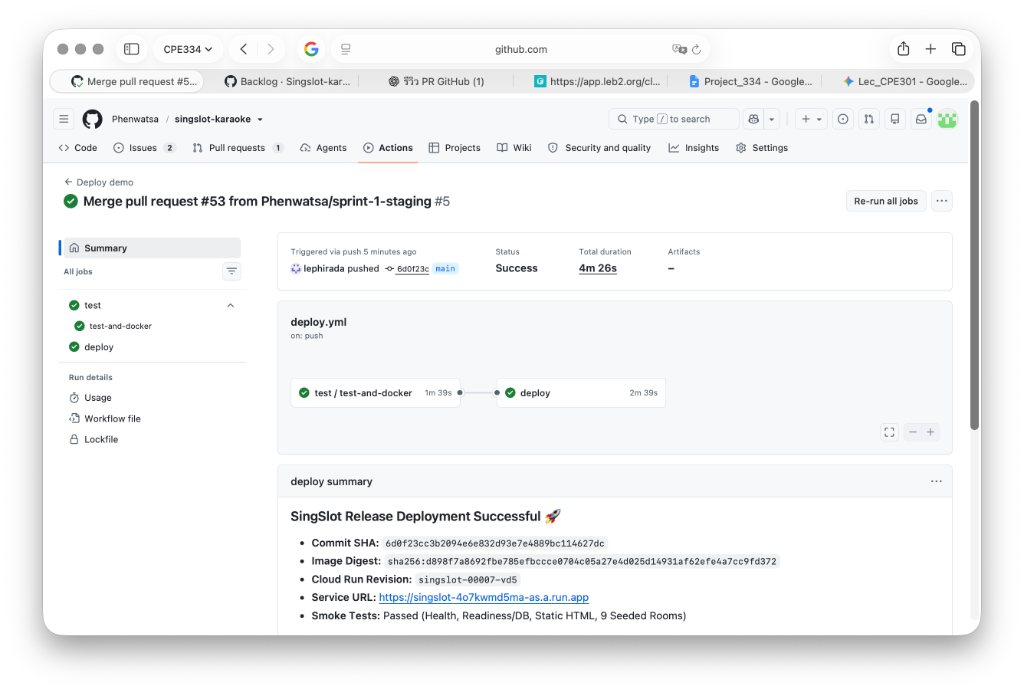 CPE334
github.com
Merge pull request #5...
Backlog · Singslot-kar...
รีวิว PR GitHub (1)
https://app.leb2.org/cl...
Project_334 - Google...
Lec_CPE301 - Google...
Phenwatsa / singslot-karaoke
Type / to search
Code
Issues 2
Pull requests 1
Agents
Actions
Projects
Wiki
Security and quality
Insights
Settings
← Deploy demo
Merge pull request #53 from Phenwatsa/sprint-1-staging #5
Re-run all jobs
Summary
All jobs
test
test-and-docker
deploy
Run details
Usage
Workflow file
Lockfile
Triggered via push 5 minutes ago
lephirada pushed 6d0f23c main
Status
Success
Total duration
4m 26s
Artifacts
–
deploy.yml
on: push
test / test-and-docker 1m 39s
deploy 2m 39s
deploy summary
SingSlot Release Deployment Successful 🚀
• Commit SHA: 6d0f23cc3b2094e6e832d93e7e4889bc114627dc
• Image Digest: sha256:d898f7a8692fbe785efbccce0704c05a27e4d025d14931af62efe4a7cc9fd372
• Cloud Run Revision: singslot-00007-vd5
• Service URL: https://singslot-4o7kwmd5ma-as.a.run.app
• Smoke Tests: Passed (Health, Readiness/DB, Static HTML, 9 Seeded Rooms)